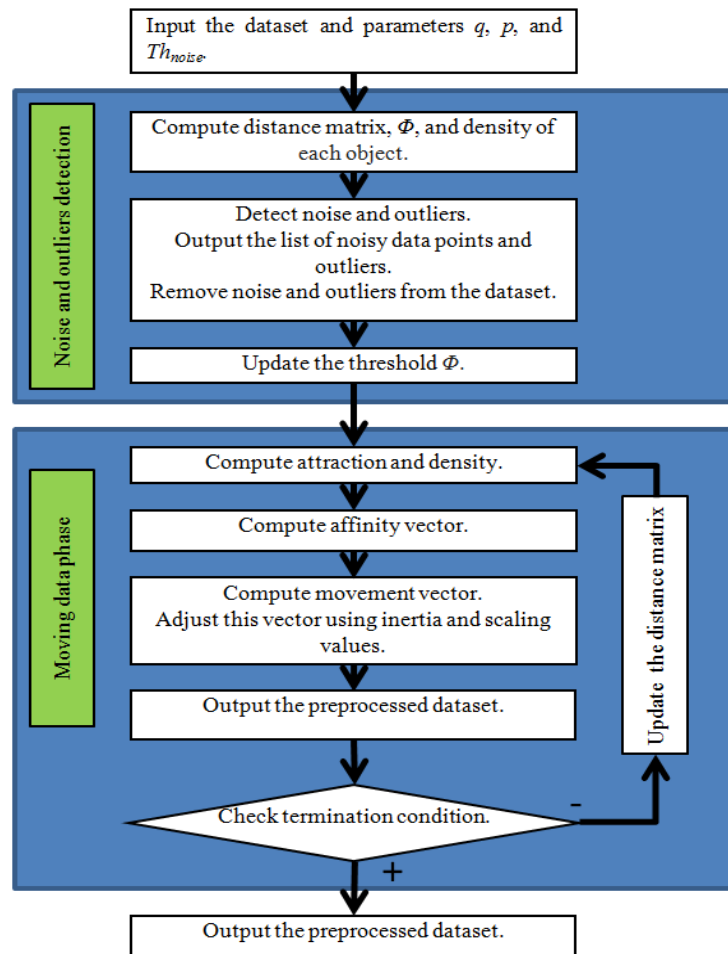 Input the dataset and parameters q, p, and
Th_noise.
Noise and outliers detection
Compute distance matrix, Φ, and density of
each object.
Detect noise and outliers.
Output the list of noisy data points and
outliers.
Remove noise and outliers from the dataset.
Update the threshold Φ.
Moving data phase
Compute attraction and density.
Compute affinity vector.
Compute movement vector.
Adjust this vector using inertia and scaling
values.
Output the preprocessed dataset.
Update the distance matrix
Check termination condition.
-
+
Output the preprocessed dataset.